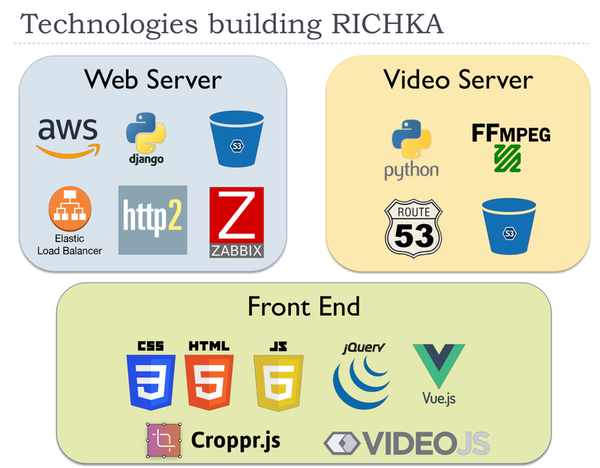 Technologies building RICHKA
Web Server
aws
django
S3
Elastic
Load Balancer
http2
Z
ZABBIX
Video Server
python
FFMPEG
ROUTE
53
S3
Front End
CSS
3
HTML
5
JS
6
jQuery
Vue.js
Croppr.js
VIDEOJS